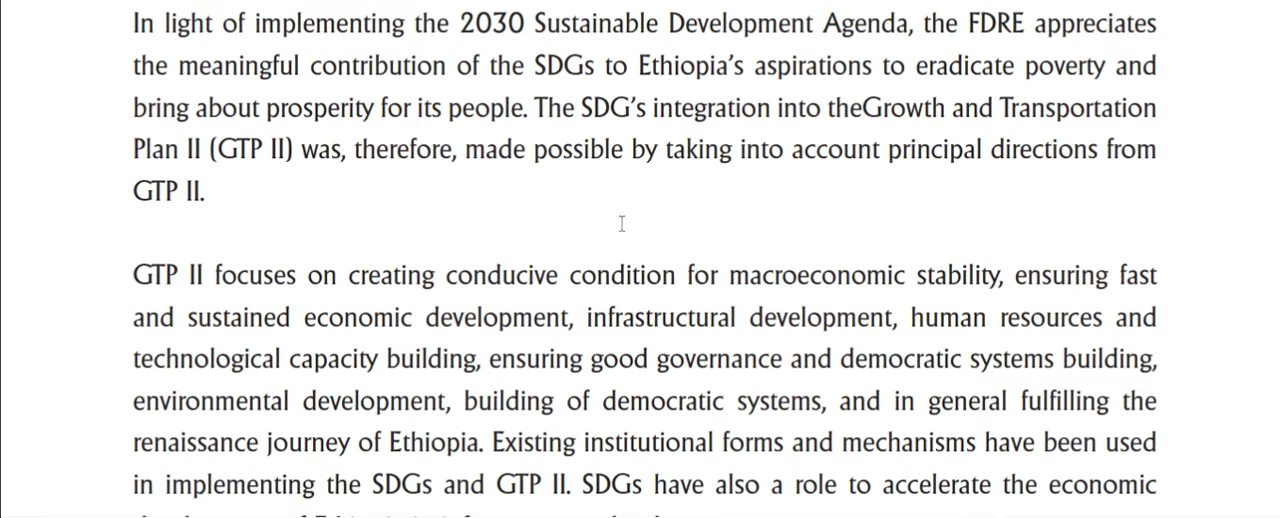 In light of implementing the 2030 Sustainable Development Agenda, the FDRE appreciates
the meaningful contribution of the SDGs to Ethiopia’s aspirations to eradicate poverty and
bring about prosperity for its people. The SDG’s integration into theGrowth and Transportation
Plan II (GTP II) was, therefore, made possible by taking into account principal directions from
GTP II.
GTP II focuses on creating conducive condition for macroeconomic stability, ensuring fast
and sustained economic development, infrastructural development, human resources and
technological capacity building, ensuring good governance and democratic systems building,
environmental development, building of democratic systems, and in general fulfilling the
renaissance journey of Ethiopia. Existing institutional forms and mechanisms have been used
in implementing the SDGs and GTP II. SDGs have also a role to accelerate the economic